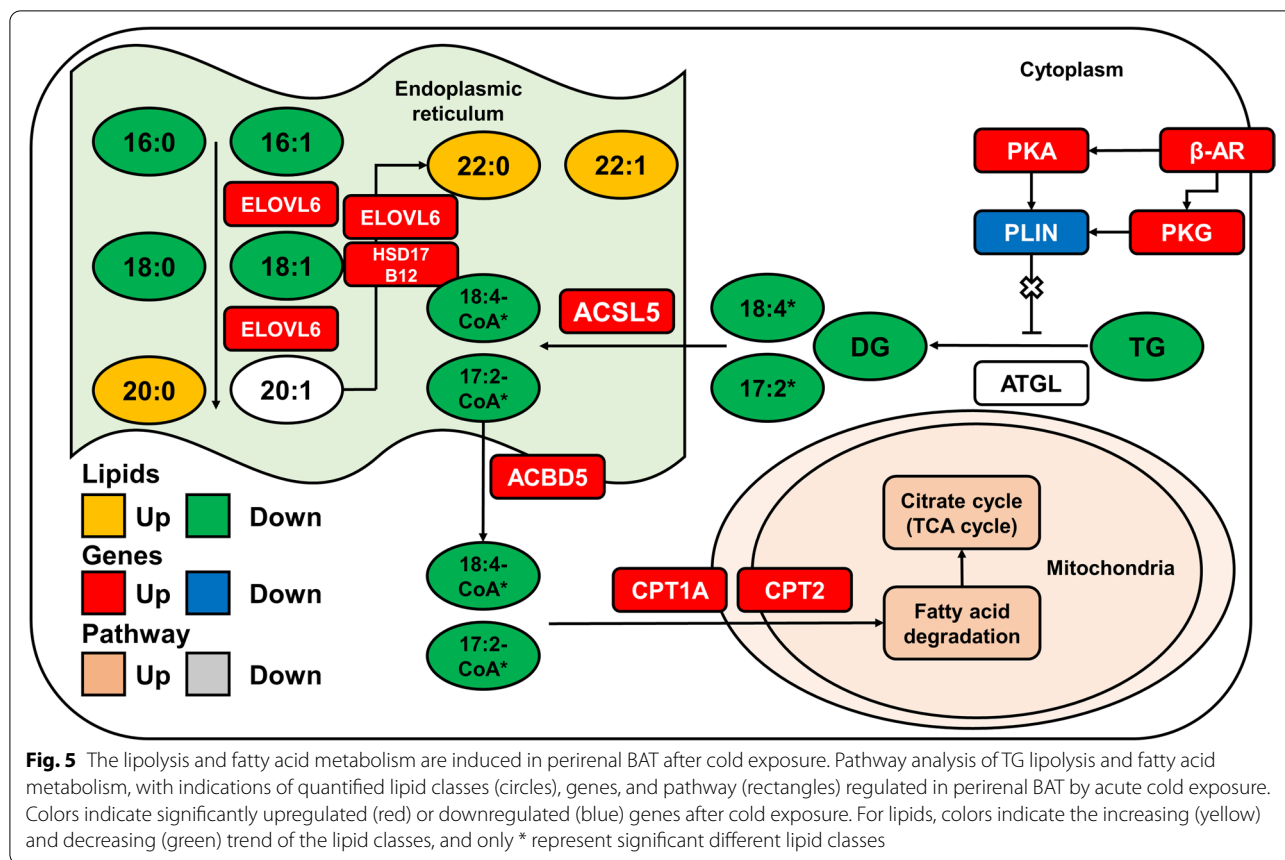 Endoplasmic
reticulum
Cytoplasm
16:0
16:1
22:0
22:1
PKA
β-AR
ELOVL6
ELOVL6
PLIN
PKG
18:0
18:1
HSD17
B12
18:4-
CoA*
ACSL5
18:4*
DG
TG
ELOVL6
17:2-
CoA*
17:2*
ATGL
20:0
20:1
ACBD5
Lipids
Up
Down
Genes
Up
Down
Pathway
Up
Down
18:4-
CoA*
17:2-
CoA*
CPT1A
CPT2
Citrate cycle
(TCA cycle)
Mitochondria
Fatty acid
degradation
Fig. 5 The lipolysis and fatty acid metabolism are induced in perirenal BAT after cold exposure. Pathway analysis of TG lipolysis and fatty acid
metabolism, with indications of quantified lipid classes (circles), genes, and pathway (rectangles) regulated in perirenal BAT by acute cold exposure.
Colors indicate significantly upregulated (red) or downregulated (blue) genes after cold exposure. For lipids, colors indicate the increasing (yellow)
and decreasing (green) trend of the lipid classes, and only * represent significant different lipid classes